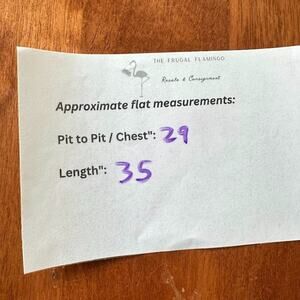 THE FRUGAL FLAMINGO
Resale & Consignment
Approximate flat measurements:
Pit to Pit / Chest": 29
Length": 35